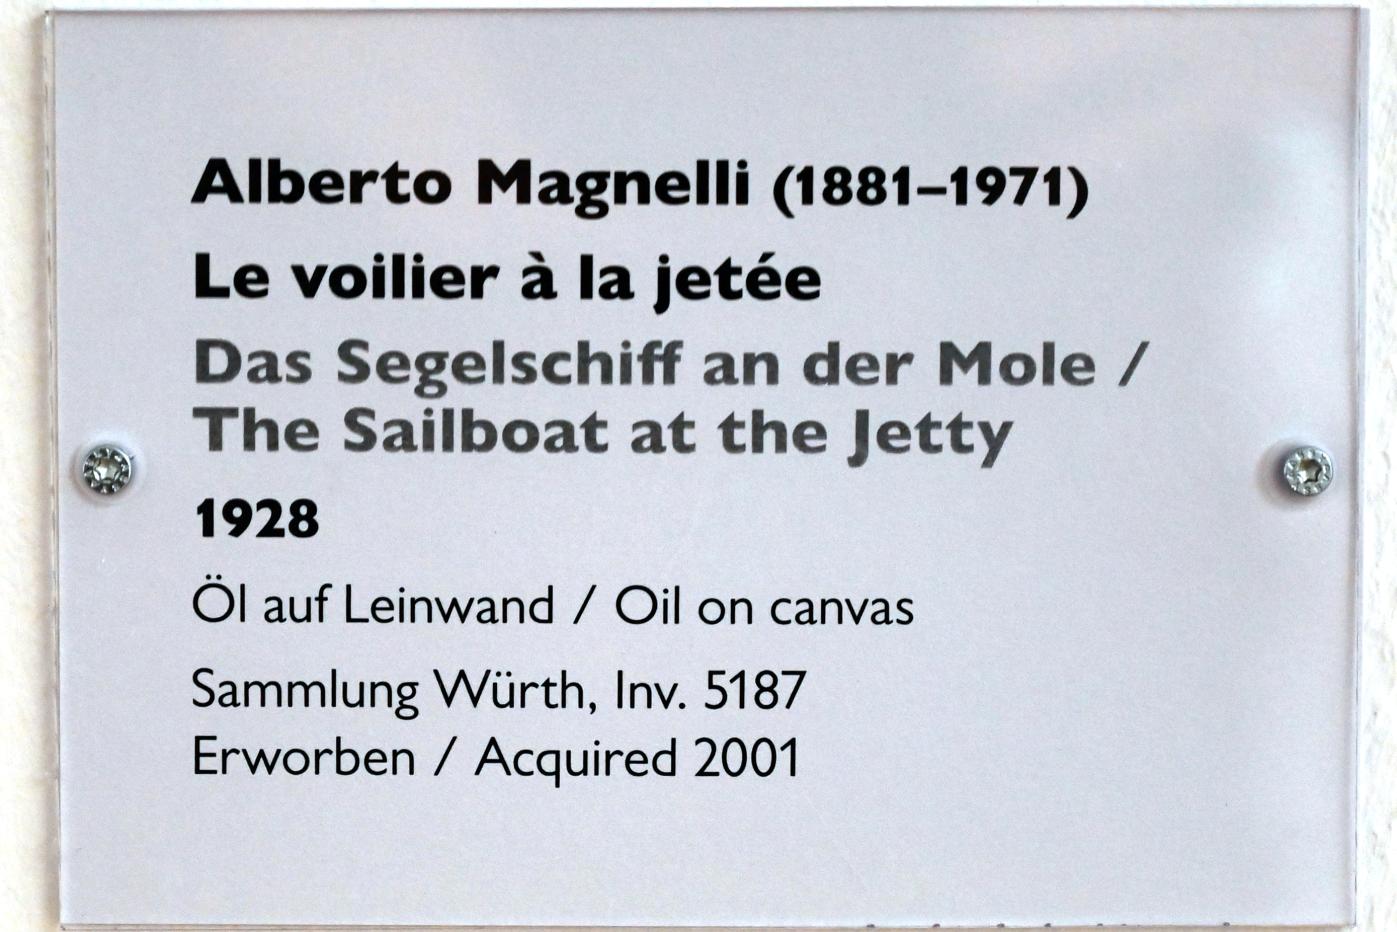 Alberto Magnelli (1881–1971)
Le voilier à la jetée
Das Segelschiff an der Mole /
The Sailboat at the Jetty
1928
Öl auf Leinwand / Oil on canvas
Sammlung Würth, Inv. 5187
Erworben / Acquired 2001